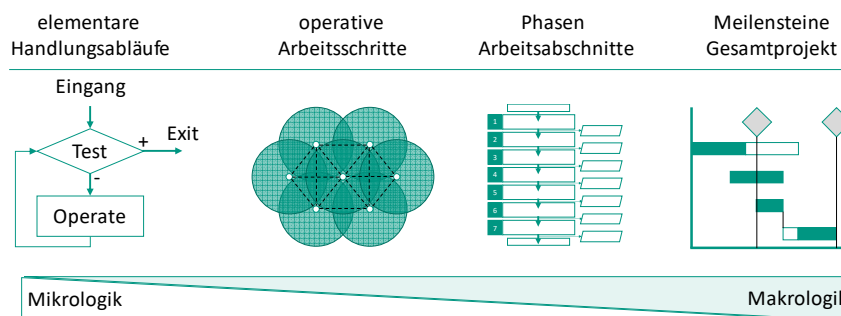 elementare
Handlungsabläufe
operative
Arbeitsschritte
Phasen
Arbeitsabschnitte
Meilensteine
Gesamtprojekt
Eingang
Test
+
Exit
-
Operate
1
2
3
4
5
6
7
Mikrologik
Makrologik